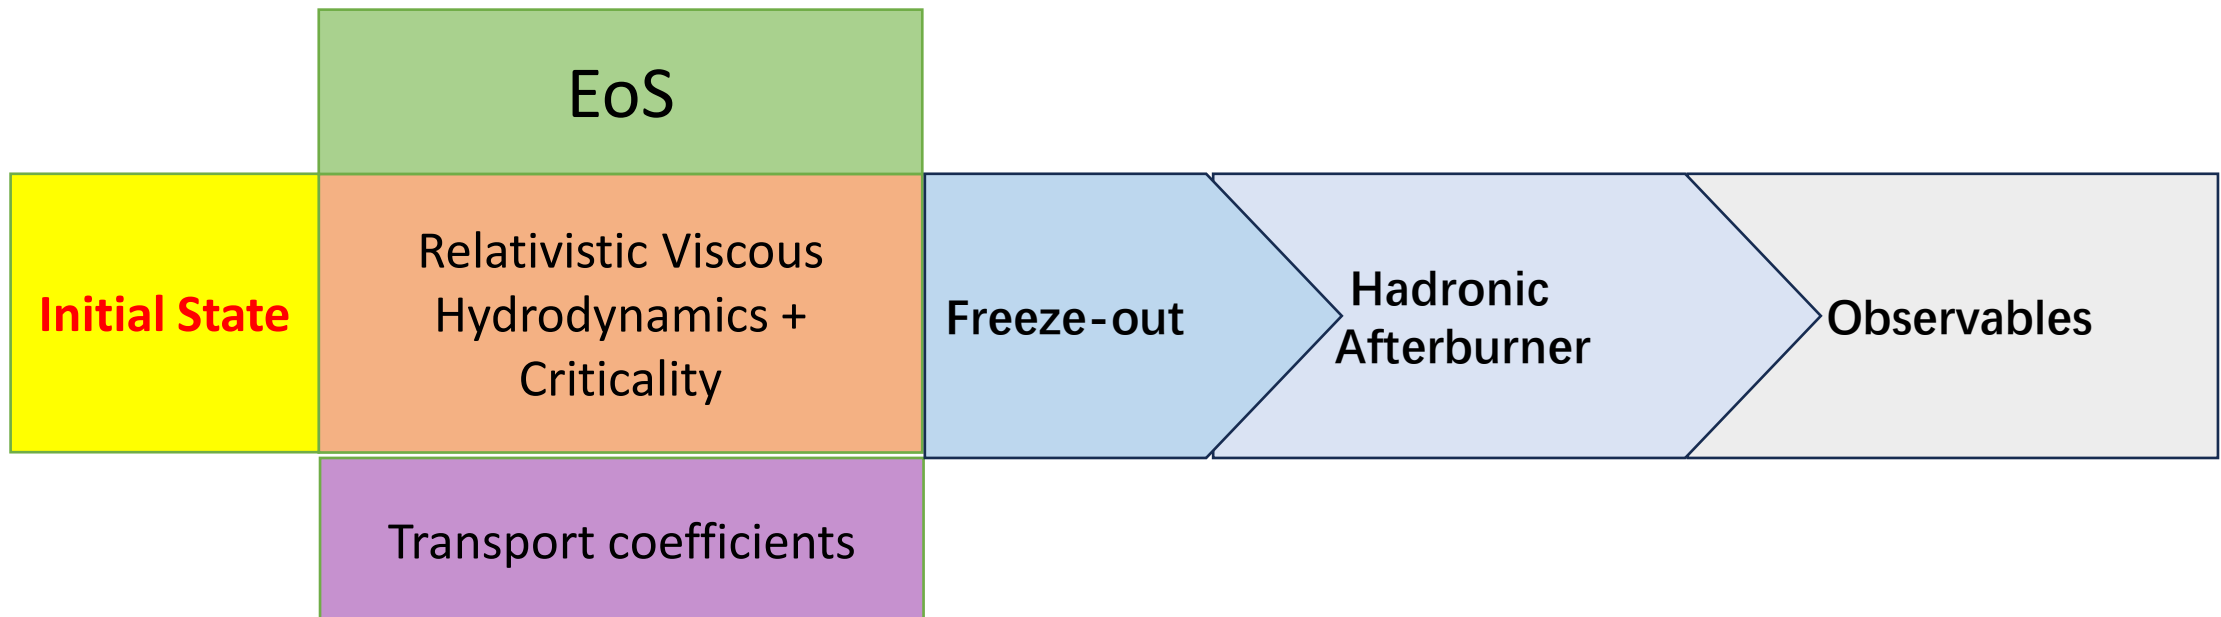 EoS
Initial State
Relativistic Viscous
Hydrodynamics +
Criticality
Freeze-out
Hadronic
Afterburner
Observables
Transport coefficients